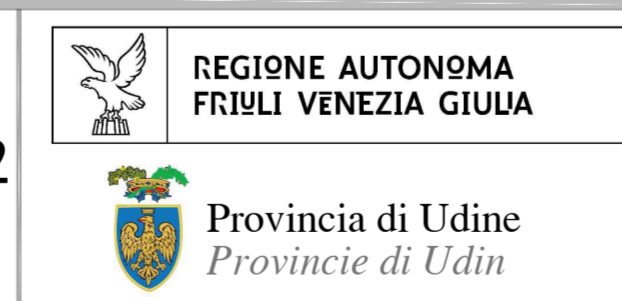 REGIONE AUTONOMA
FRIULI VENEZIA GIULIA
Provincia di Udine
Provincie di Udin